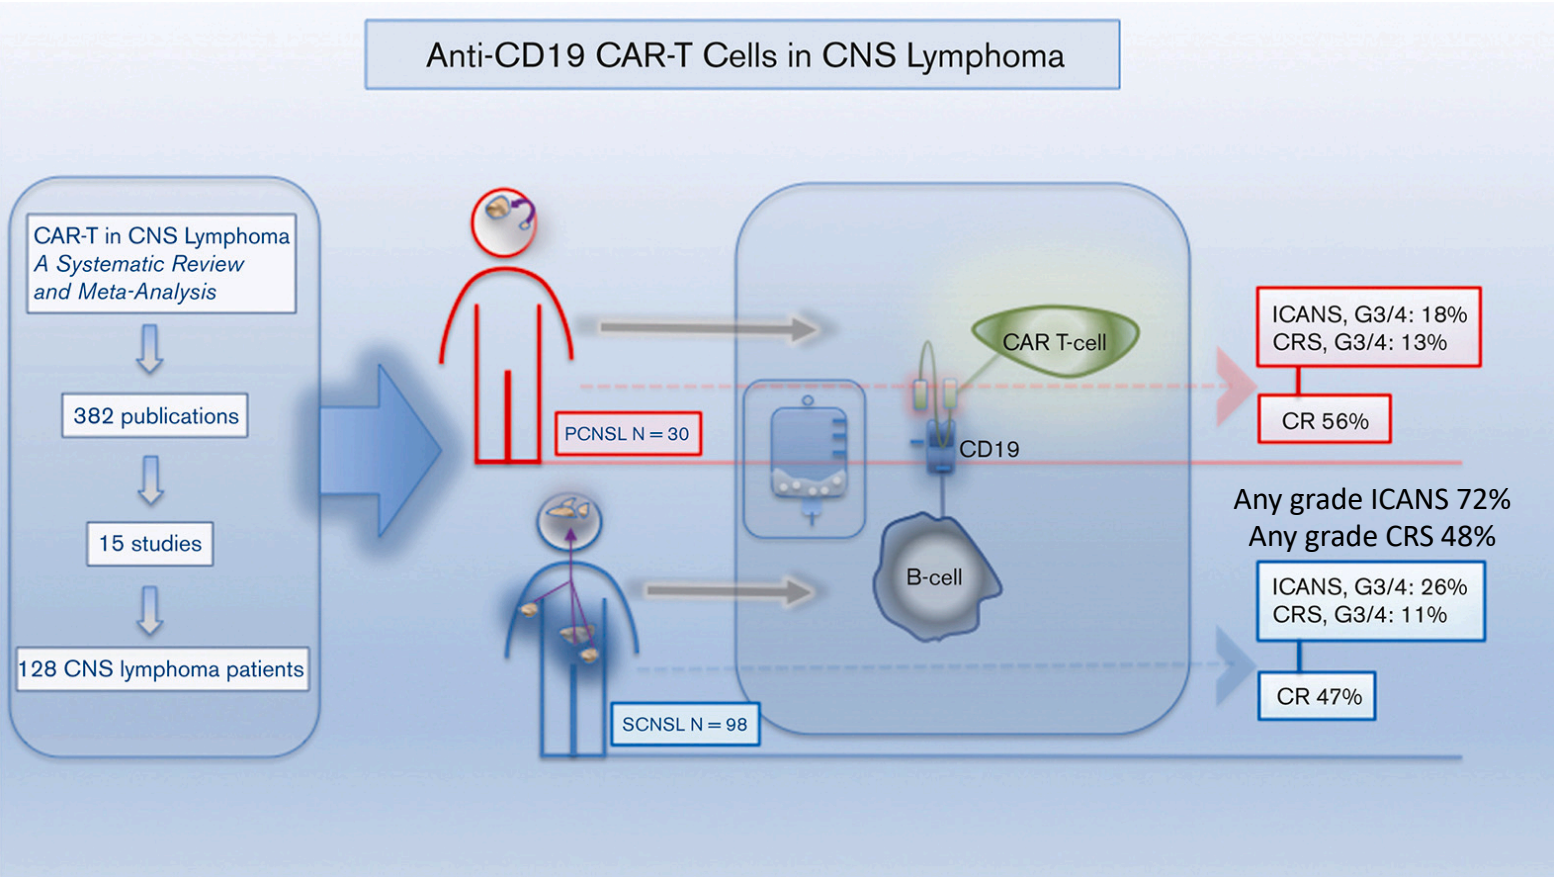 Anti-CD19 CAR-T Cells in CNS Lymphoma
CAR-T in CNS Lymphoma
A Systematic Review
and Meta-Analysis
382 publications
15 studies
128 CNS lymphoma patients
PCNSL N = 30
SCNSL N = 98
CAR T-cell
CD19
B-cell
ICANS, G3/4: 18%
CRS, G3/4: 13%
CR 56%
Any grade ICANS 72%
Any grade CRS 48%
ICANS, G3/4: 26%
CRS, G3/4: 11%
CR 47%